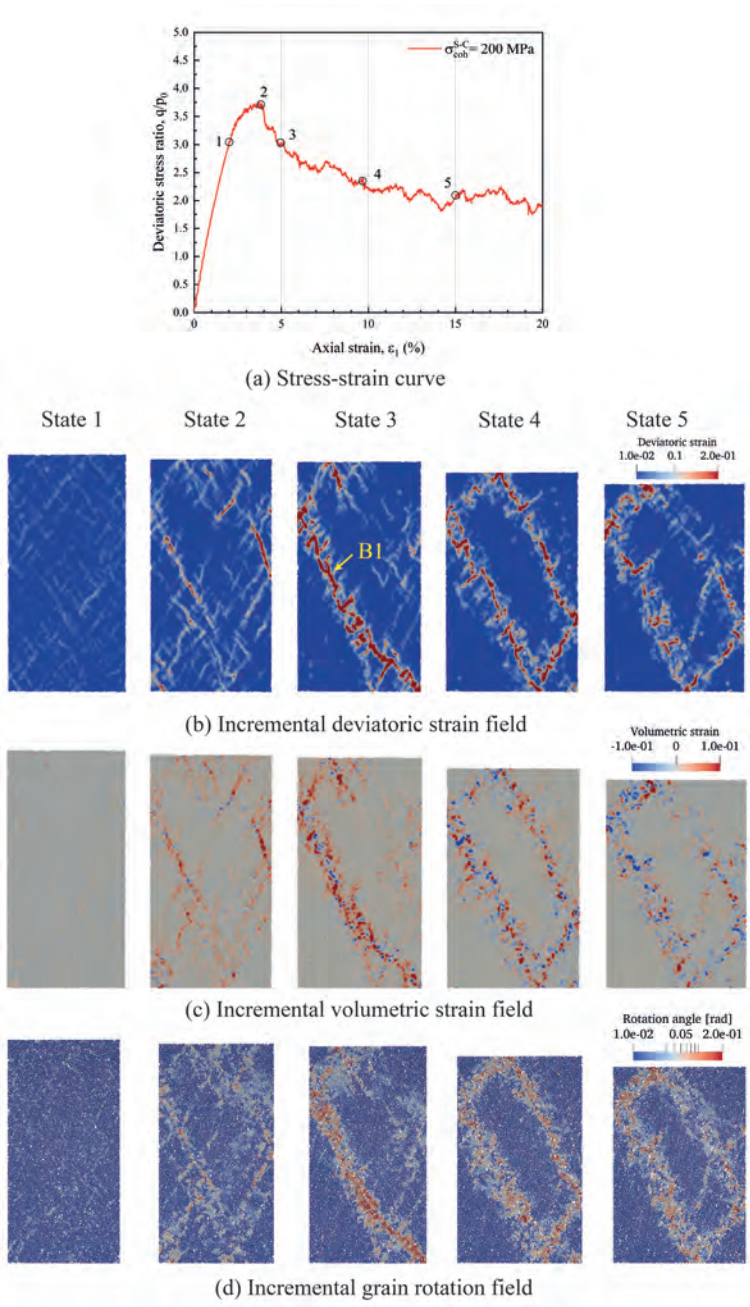 5.0
4.5
4.0
3.5
3.0
2.5
2.0
1.5
1.0
0.5
0.0
Deviatoric stress ratio, q/p₀
σ_coh^S-C = 200 MPa
1
2
3
4
5
0 5 10 15 20
Axial strain, ε₁ (%)
(a) Stress-strain curve
State 1 State 2 State 3 State 4 State 5
Deviatoric strain
1.0e-02 0.1 2.0e-01
B1
(b) Incremental deviatoric strain field
Volumetric strain
-1.0e-01 0 1.0e-01
(c) Incremental volumetric strain field
Rotation angle [rad]
1.0e-02 0.05 2.0e-01
(d) Incremental grain rotation field